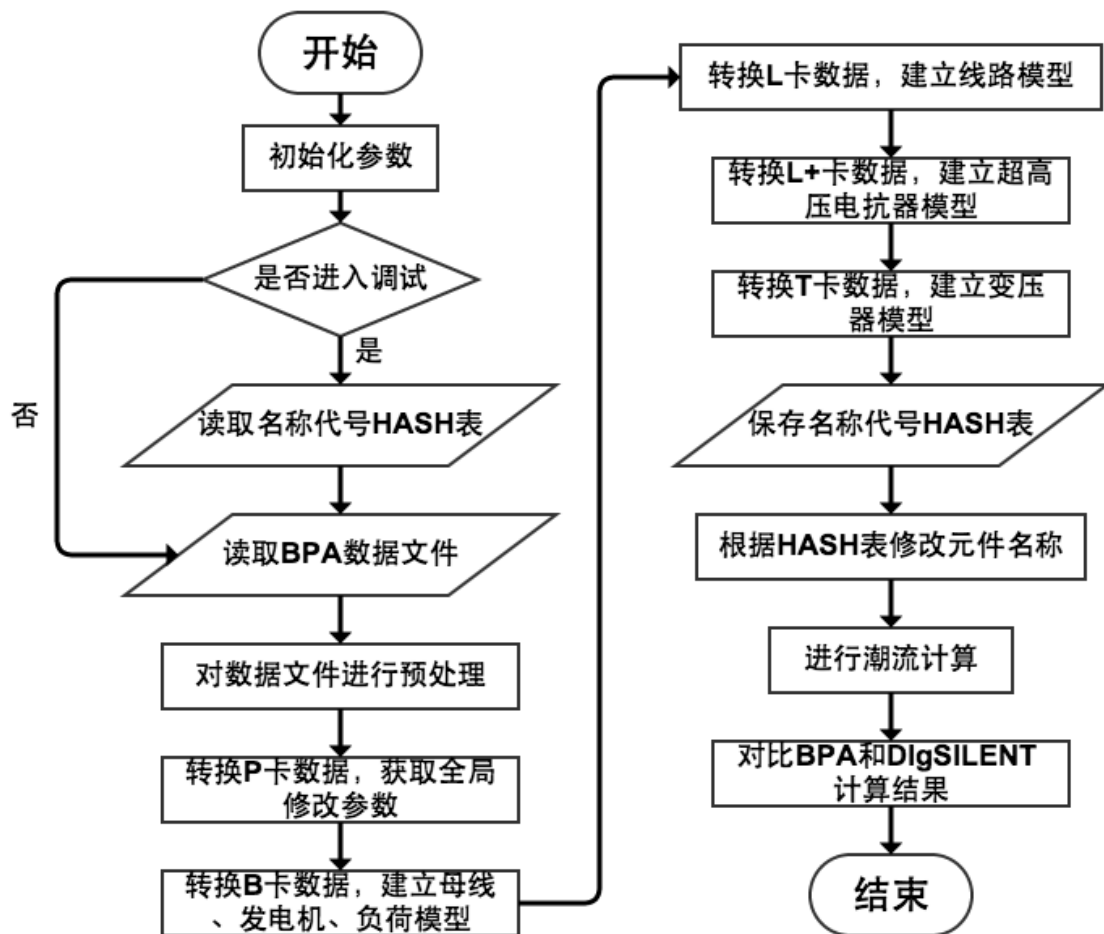 开始
初始化参数
是否进入调试
是
否
读取名称代号HASH表
读取BPA数据文件
对数据文件进行预处理
转换P卡数据，获取全局
修改参数
转换B卡数据，建立母线
、发电机、负荷模型
转换L卡数据，建立线路模型
转换L+卡数据，建立超高
压电抗器模型
转换T卡数据，建立变压
器模型
保存名称代号HASH表
根据HASH表修改元件名称
进行潮流计算
对比BPA和DIgSILENT
计算结果
结束